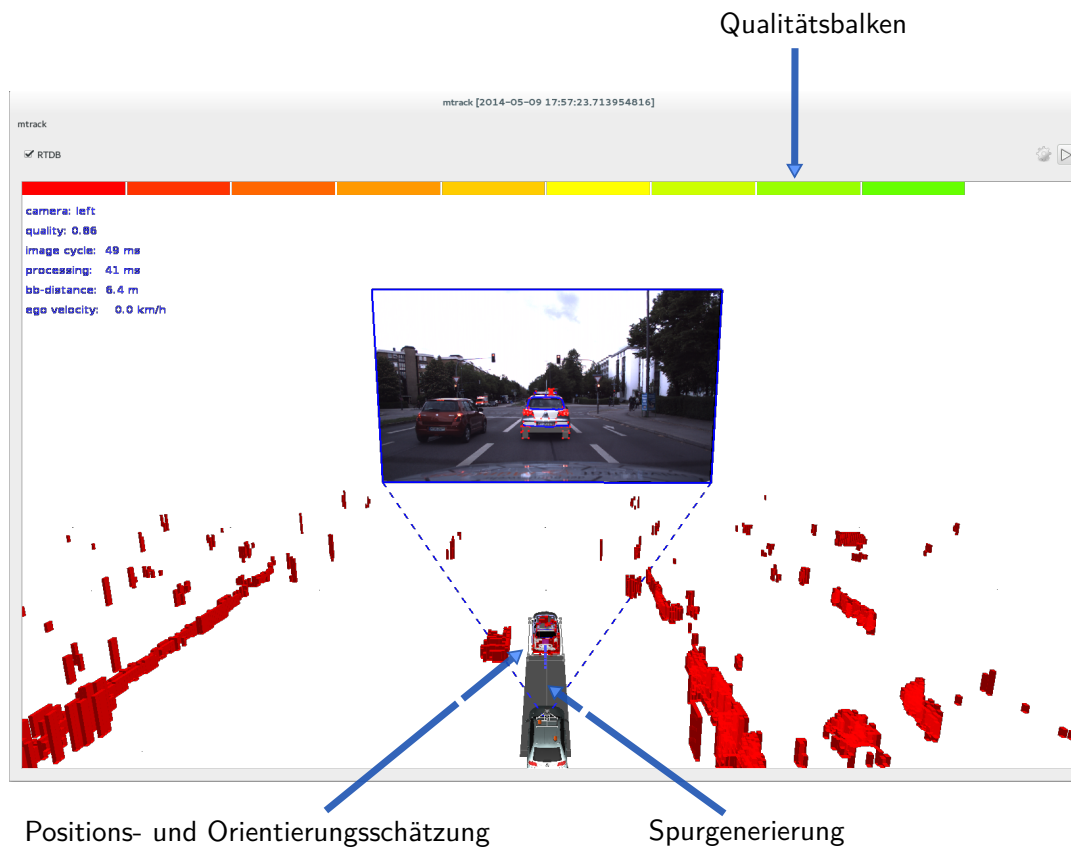 Qualitätsbalken
mtrack [2014-05-09 17:57:23.713954816]
mtrack
RTDB
camera: left
quality: 0.86
image cycle: 49 ms
processing: 41 ms
bb-distance: 6.4 m
ego velocity: 0.0 km/h
Positions- und Orientierungsschätzung
Spurgenerierung